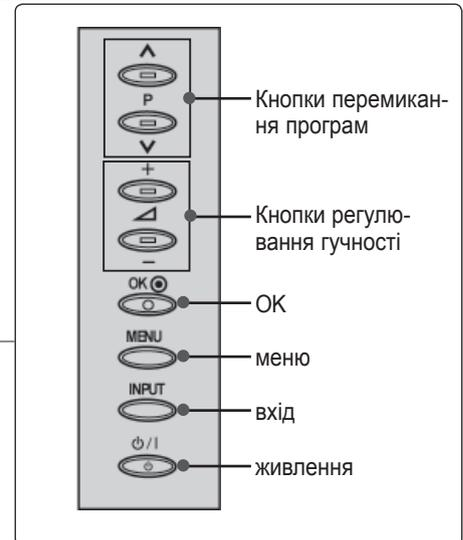 P
Кнопки перемикан-
ня програм
+
Кнопки регулю-
вання гучності
–
OK
OK
MENU
меню
INPUT
вхід
⏻/I
живлення